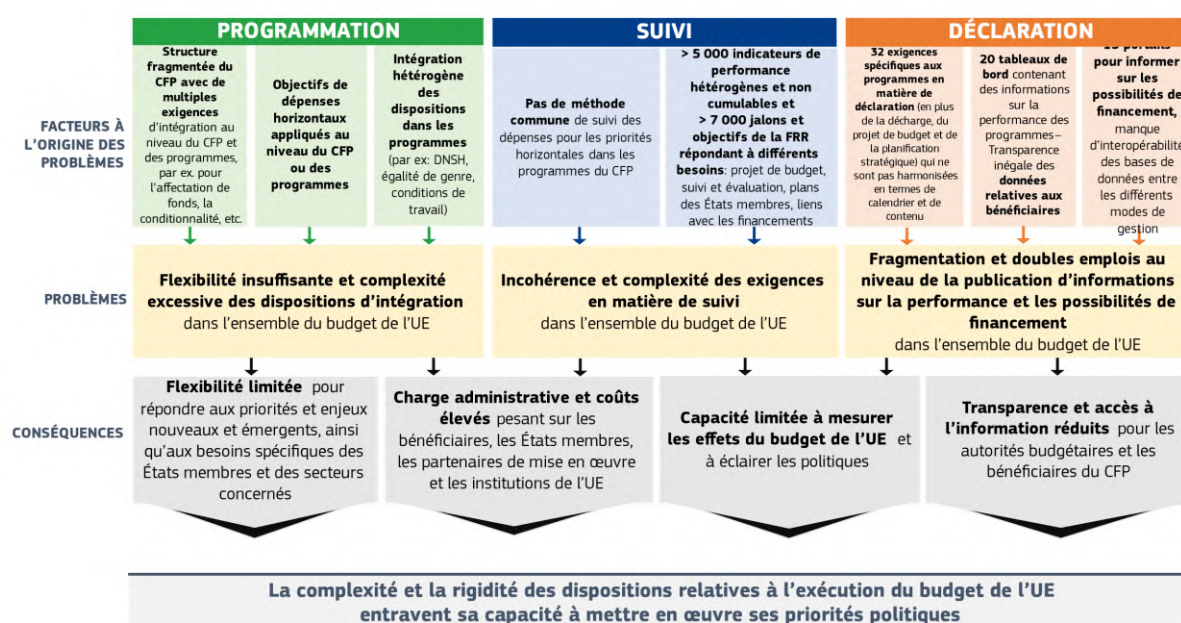 PROGRAMMATION
SUIVI
DÉCLARATION
FACTEURS À
L'ORIGINE DES
PROBLÈMES
Structure
fragmentée du
CFP avec de
multiples
exigences
d'intégration au
niveau du CFP et
des programmes,
par ex. pour
l'affectation de
fonds, la
conditionnalité, etc.
Objectifs de
dépenses
horizontaux
appliqués au
niveau du CFP
ou des
programmes
Intégration
hétérogène
des
dispositions
dans les
programmes
(par ex: DNSH,
égalité de genre,
conditions de
travail)
Pas de méthode
commune de suivi des
dépenses pour les priorités
horizontales dans les
programmes du CFP
> 5 000 indicateurs de
performance
hétérogènes et non
cumulables et
> 7 000 jalons et
objectifs de la FRR
répondant à différents
besoins: projet de budget,
suivi et évaluation, plans
des États membres, liens
avec les financements
32 exigences
spécifiques aux
programmes en
matière de
déclaration (en plus
de la décharge, du
projet de budget et de
la planification
stratégique) qui ne
sont pas harmonisées
en termes de
calendrier et de
contenu
20 tableaux de
bord contenant
des informations
sur la
performance des
programmes–
Transparence
inégale des
données
relatives aux
bénéficiaires
portails
pour informer
sur les
possibilités de
financement,
manque
d'interopérabilité
des bases de
données entre
les différents
modes de
gestion
PROBLÈMES
Flexibilité insuffisante et complexité
excessive des dispositions d'intégration
dans l'ensemble du budget de l'UE
Incohérence et complexité des exigences
en matière de suivi
dans l'ensemble du budget de l'UE
Fragmentation et doubles emplois au
niveau de la publication d'informations
sur la performance et les possibilités de
financement
dans l'ensemble du budget de l'UE
CONSÉQUENCES
Flexibilité limitée pour
répondre aux priorités et enjeux
nouveaux et émergents, ainsi
qu'aux besoins spécifiques des
États membres et des secteurs
concernés
Charge administrative et coûts
élevés pesant sur les
bénéficiaires, les États membres,
les partenaires de mise en œuvre
et les institutions de l'UE
Capacité limitée à mesurer
les effets du budget de l'UE et
à éclairer les politiques
Transparence et accès à
l'information réduits pour les
autorités budgétaires et les
bénéficiaires du CFP
La complexité et la rigidité des dispositions relatives à l'exécution du budget de l'UE
entravent sa capacité à mettre en œuvre ses priorités politiques